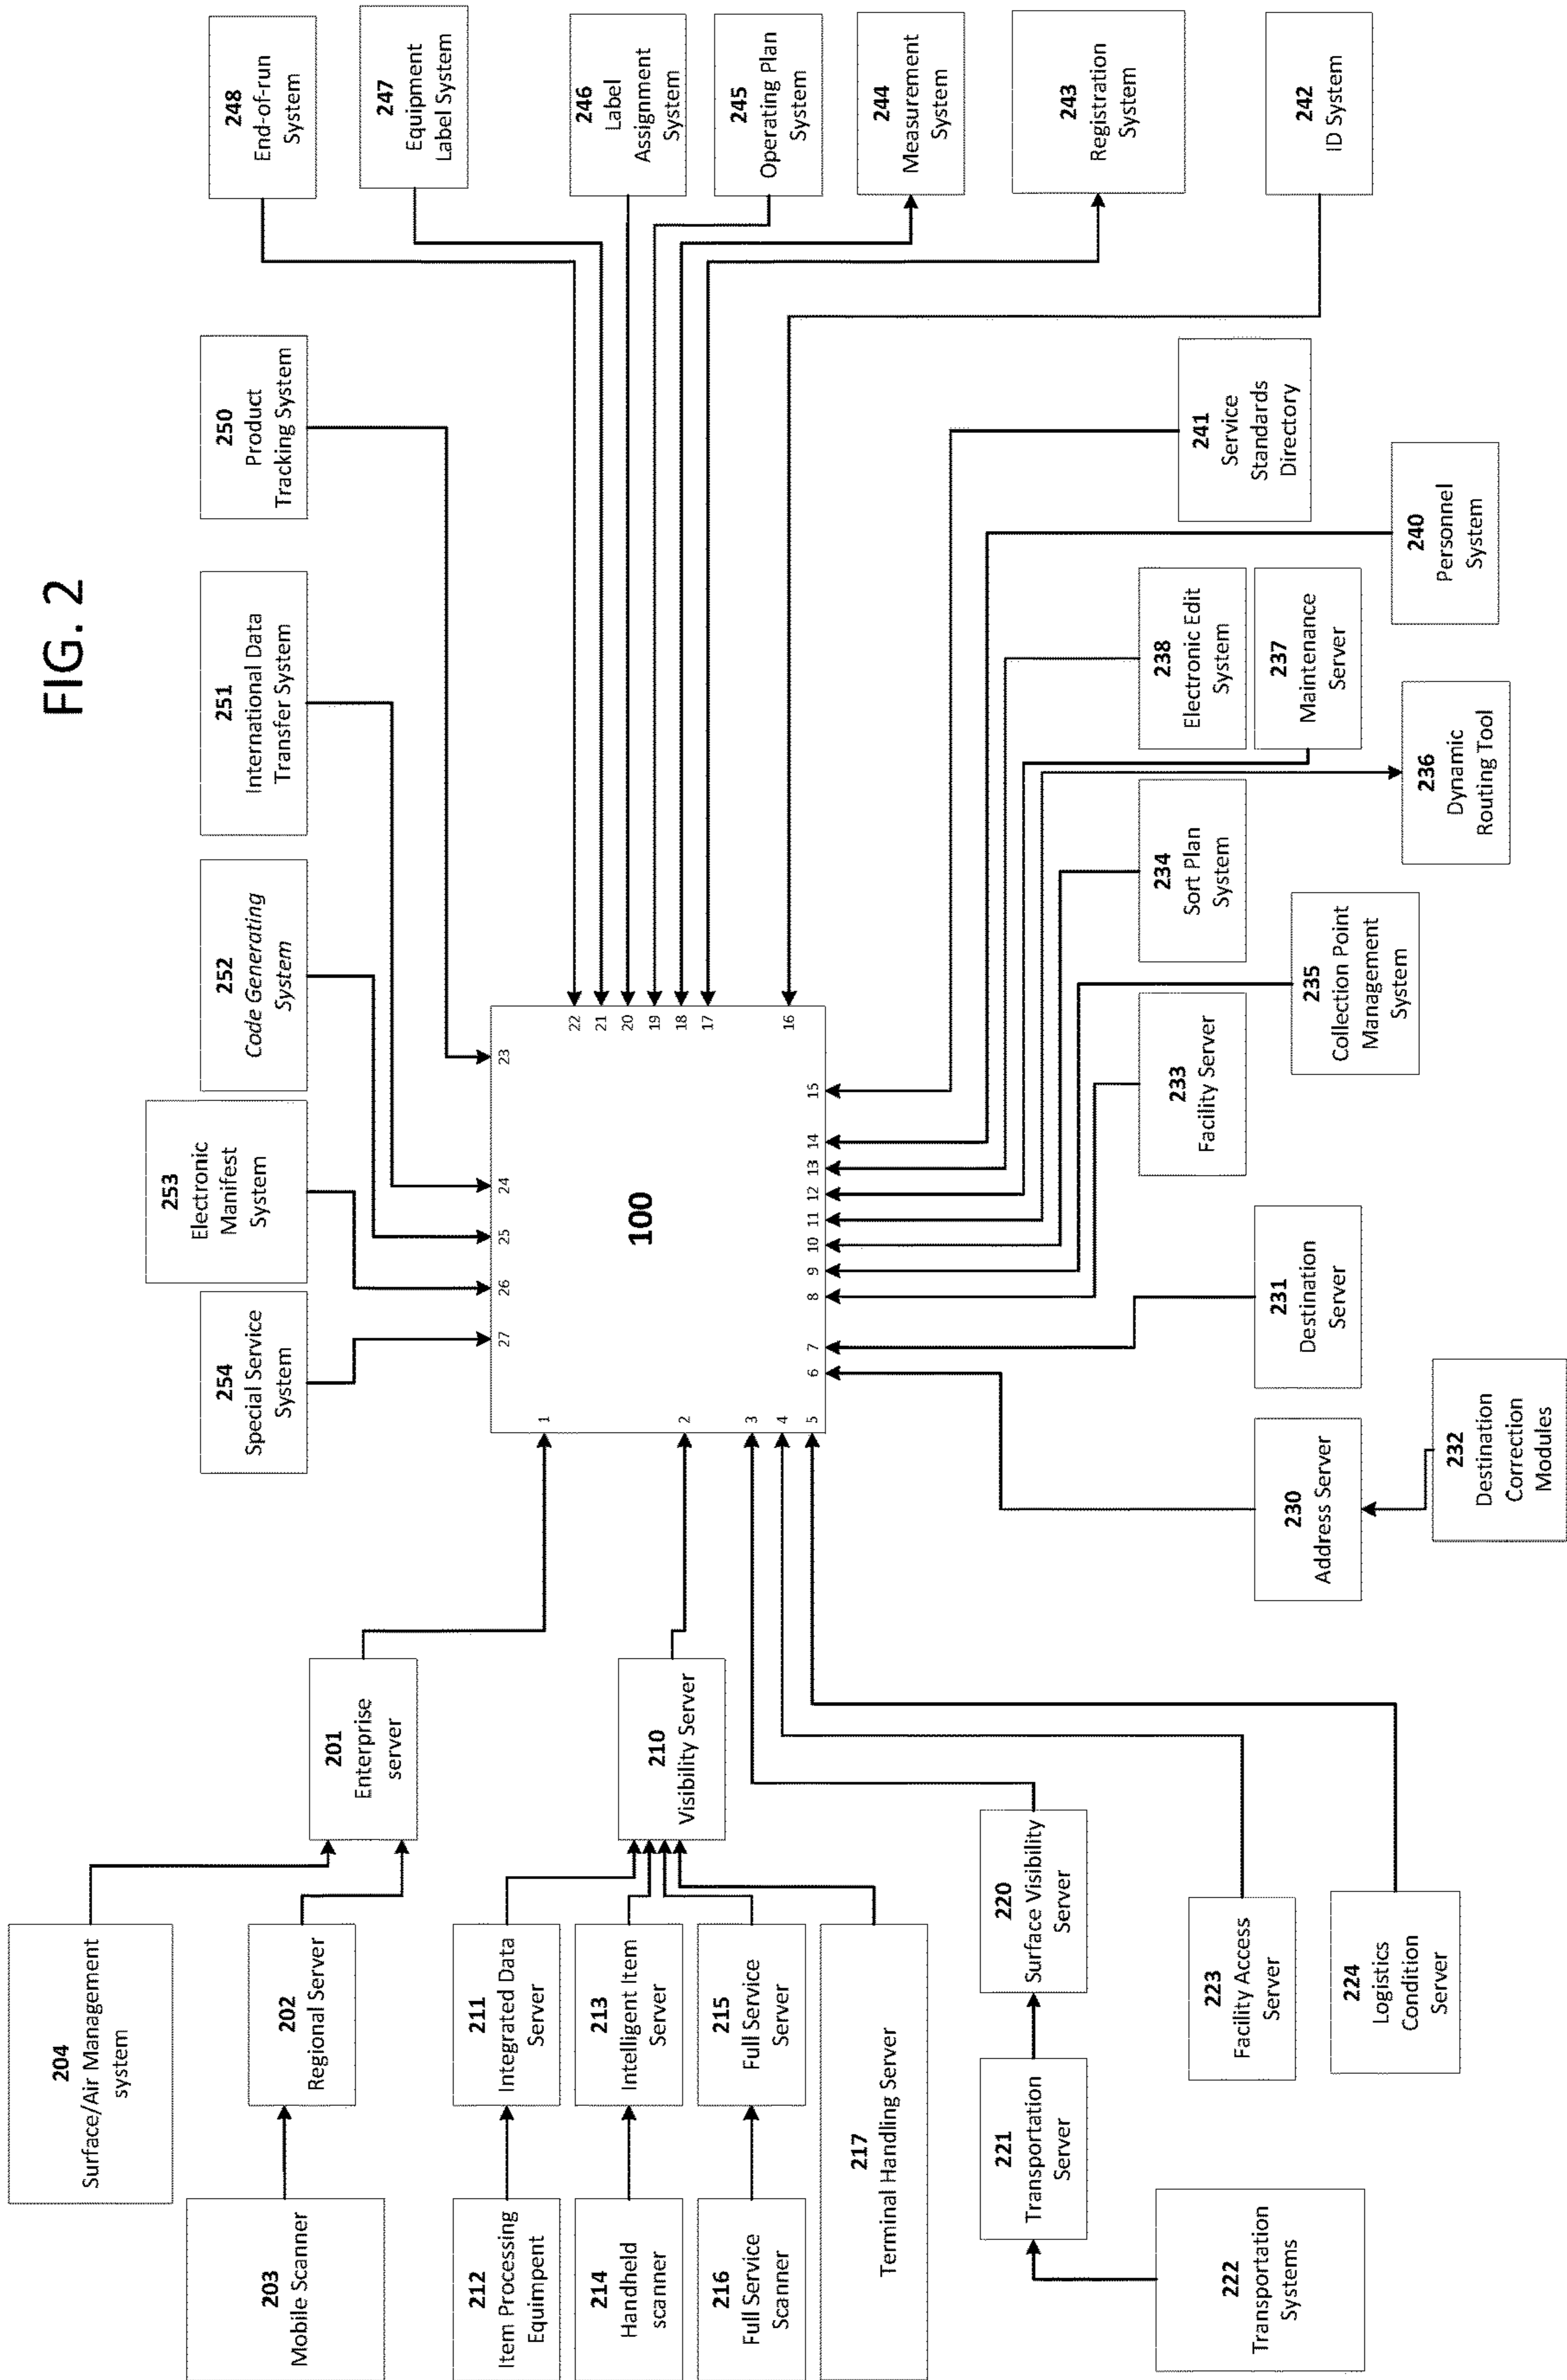 FIG. 2
204
Surface/Air Management
system
203
Mobile Scanner
202
Regional Server
201
Enterprise
server
212
Item Processing
Equimpent
211
Integrated Data
Server
214
Handheld
scanner
213
Intelligent Item
Server
216
Full Service
Scanner
215
Full Service
Server
217
Terminal Handling Server
210
Visibility Server
222
Transportation
Systems
221
Transportation
Server
220
Surface Visibility
Server
223
Facility Access
Server
224
Logistics
Condition
Server
254
Special Service
System
253
Electronic
Manifest
System
252
Code Generating
System
251
International Data
Transfer System
250
Product
Tracking System
248
End-of-run
System
247
Equipment
Label System
246
Label
Assignment
System
245
Operating Plan
System
244
Measurement
System
243
Registration
System
242
ID System
100
1
2
3
4
5
6
7
8
9
10
11
12
13
14
15
16
17
18
19
20
21
22
23
24
25
26
27
230
Address Server
232
Destination
Correction
Modules
231
Destination
Server
233
Facility Server
235
Collection Point
Management
System
234
Sort Plan
System
236
Dynamic
Routing Tool
237
Maintenance
Server
238
Electronic Edit
System
240
Personnel
System
241
Service
Standards
Directory